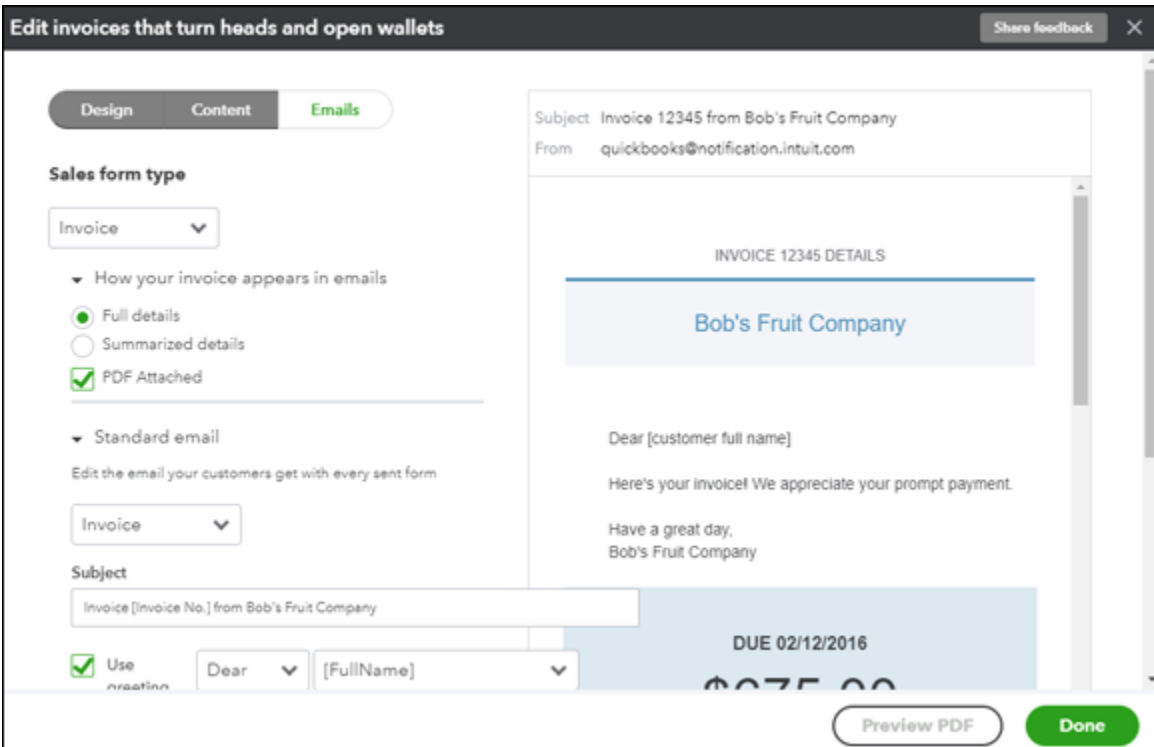 Edit invoices that turn heads and open wallets
Share feedback
Design Content Emails
Sales form type
Invoice
How your invoice appears in emails
Full details
Summarized details
PDF Attached
Standard email
Edit the email your customers get with every sent form
Invoice
Subject
Invoice [Invoice No.] from Bob's Fruit Company
Use
greeting
Dear [FullName]
Subject Invoice 12345 from Bob's Fruit Company
From quickbooks@notification.intuit.com
INVOICE 12345 DETAILS
Bob's Fruit Company
Dear [customer full name]
Here's your invoice! We appreciate your prompt payment.
Have a great day,
Bob's Fruit Company
DUE 02/12/2016
Preview PDF Done